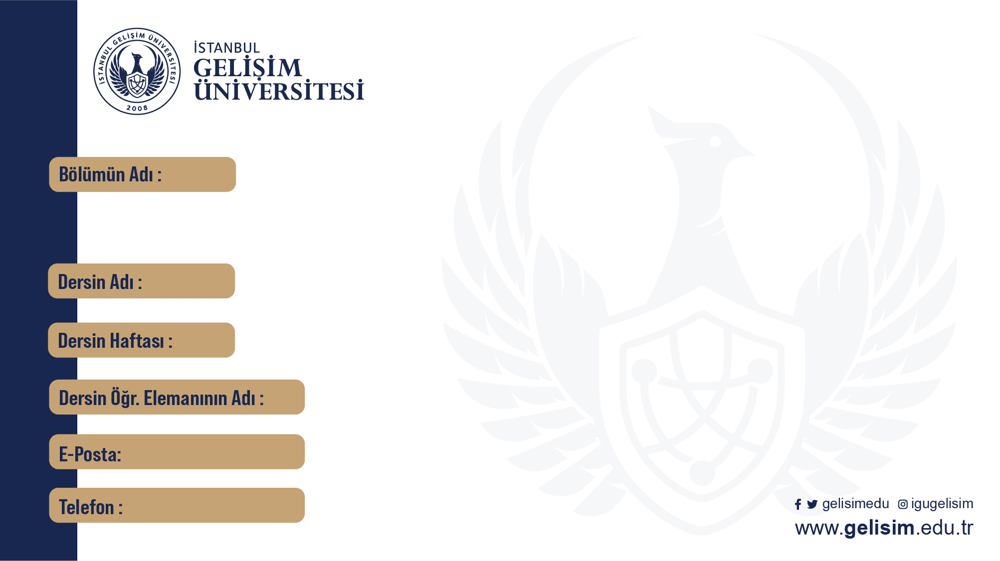 İSTANBUL GELİŞİM ÜNİVERSİTESİ
2008
İSTANBUL
GELİŞİM
ÜNİVERSİTESİ
Bölümün Adı :
Dersin Adı :
Dersin Haftası :
Dersin Öğr. Elemanının Adı :
E-Posta:
Telefon :
gelisimedu igugelisim
www.gelisim.edu.tr